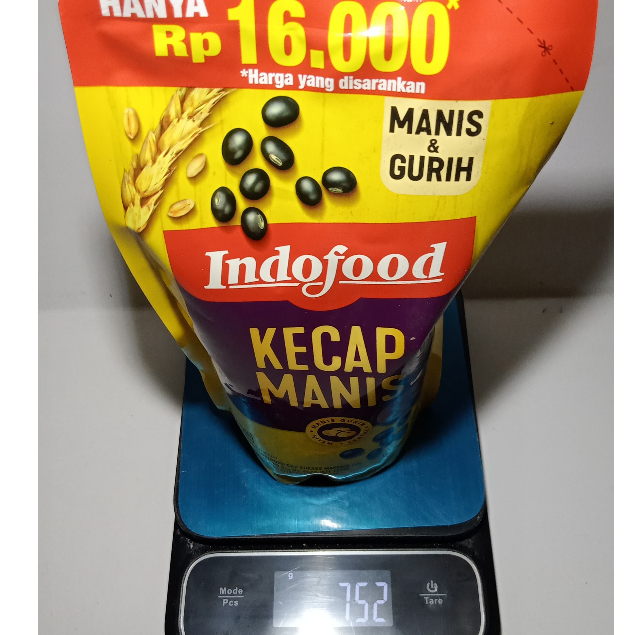 HANYA
Rp 16.000*
*Harga yang disarankan
MANIS
&
GURIH
Indofood
KECAP
MANIS
g
752
Mode
Pcs
Tare